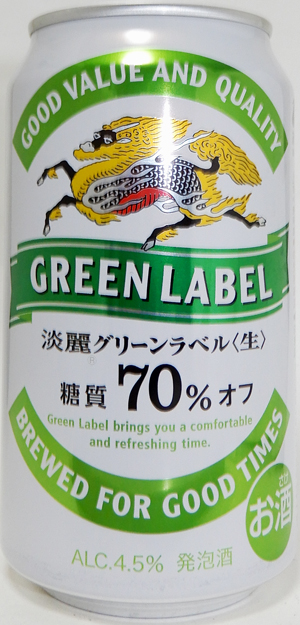 GOOD VALUE AND QUALITY
GREEN LABEL
淡麗グリーンラベル〈生〉
糖質70%オフ
Green Label brings you a comfortable
and refreshing time.
BREWED FOR GOOD TIMES
お酒
ALC.4.5% 発泡酒